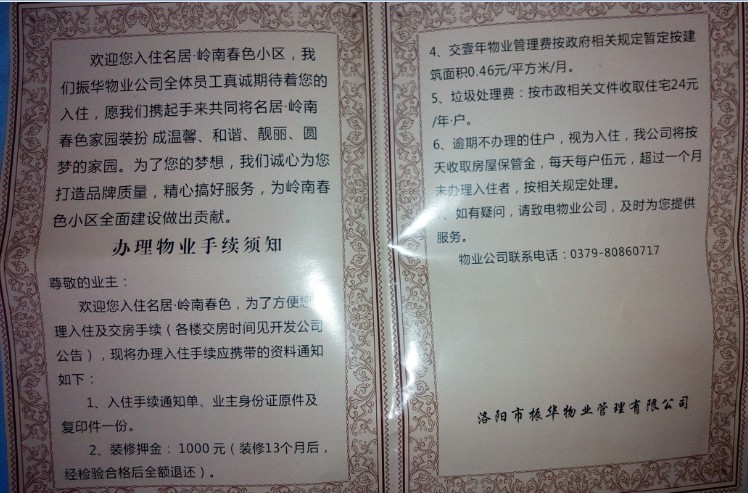 欢迎您入住名居·岭南春色小区，我
们振华物业公司全体员工真诚期待着您的
入住，愿我们携起手来共同将名居·岭南
春色家园装扮 成温馨、和谐、靓丽、圆
梦的家园。为了您的梦想，我们诚心为您
打造品牌质量，精心搞好服务，为岭南春
色小区全面建设做出贡献。
办理物业手续须知
尊敬的业主：
欢迎您入住名居·岭南春色，为了方便您
理入住及交房手续（各楼交房时间见开发公司
公告），现将办理入住手续应携带的资料通知
如下：
1、入住手续通知单、业主身份证原件及
复印件一份。
2、装修押金：1000元（装修13个月后，
经检验合格后全额退还）。
4、交壹年物业管理费按政府相关规定暂定按建
筑面积0.46元/平方米/月。
5、垃圾处理费：按市政相关文件收取住宅24元
/年·户。
6、逾期不办理的住户，视为入住，我公司将按
天收取房屋保管金，每天每户伍元，超过一个月
未办理入住者，按相关规定处理。
、如有疑问，请致电物业公司，及时为您提供
服务。
物业公司联系电话：0379-80860717
洛阳市振华物业管理有限公司